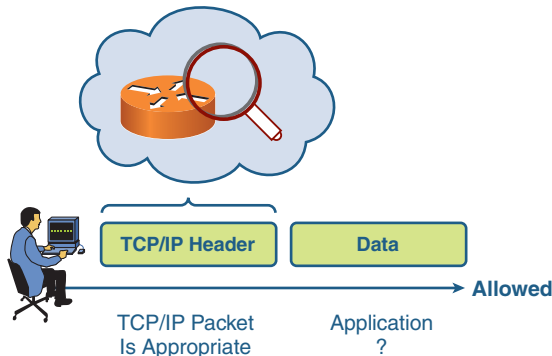 TCP/IP Header
Data
Allowed
TCP/IP Packet
Is Appropriate
Application
?